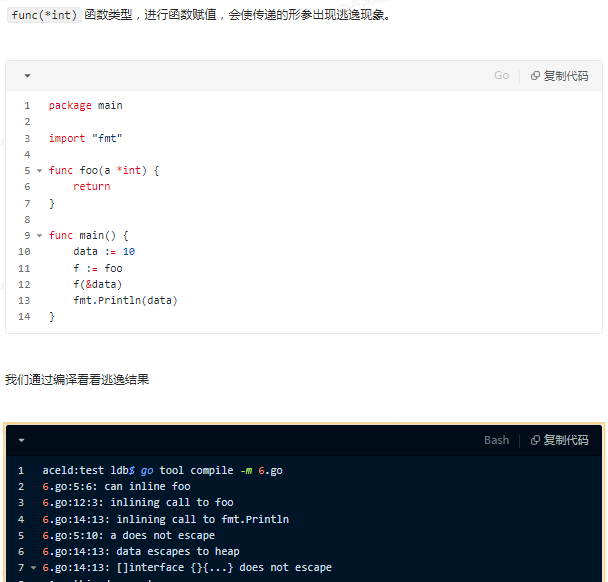 func(*int) 函数类型，进行函数赋值，会使传递的形参出现逃逸现象。
Go 复制代码
1 package main
2
3 import "fmt"
4
5 func foo(a *int) {
6 return
7 }
8
9 func main() {
10 data := 10
11 f := foo
12 f(&data)
13 fmt.Println(data)
14 }
我们通过编译看看逃逸结果
Bash 复制代码
1 aceld:test ldb$ go tool compile -m 6.go
2 6.go:5:6: can inline foo
3 6.go:12:3: inlining call to foo
4 6.go:14:13: inlining call to fmt.Println
5 6.go:5:10: a does not escape
6 6.go:14:13: data escapes to heap
7 6.go:14:13: []interface {}{...} does not escape